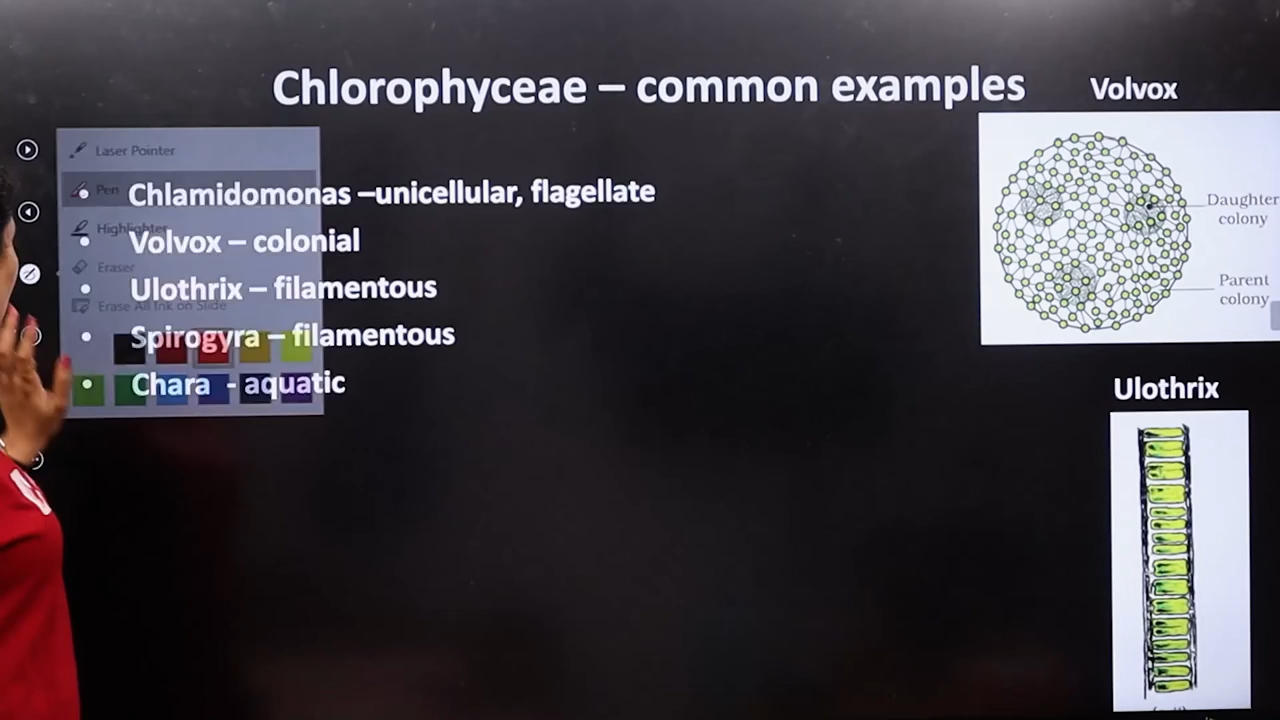 Chlorophyceae – common examples
Volvox
Laser Pointer
Pen
Highlighter
Eraser
Erase All Ink on Slide
• Chlamidomonas –unicellular, flagellate
• Volvox – colonial
• Ulothrix – filamentous
• Spirogyra – filamentous
• Chara - aquatic
Daughter
colony
Parent
colony
Ulothrix